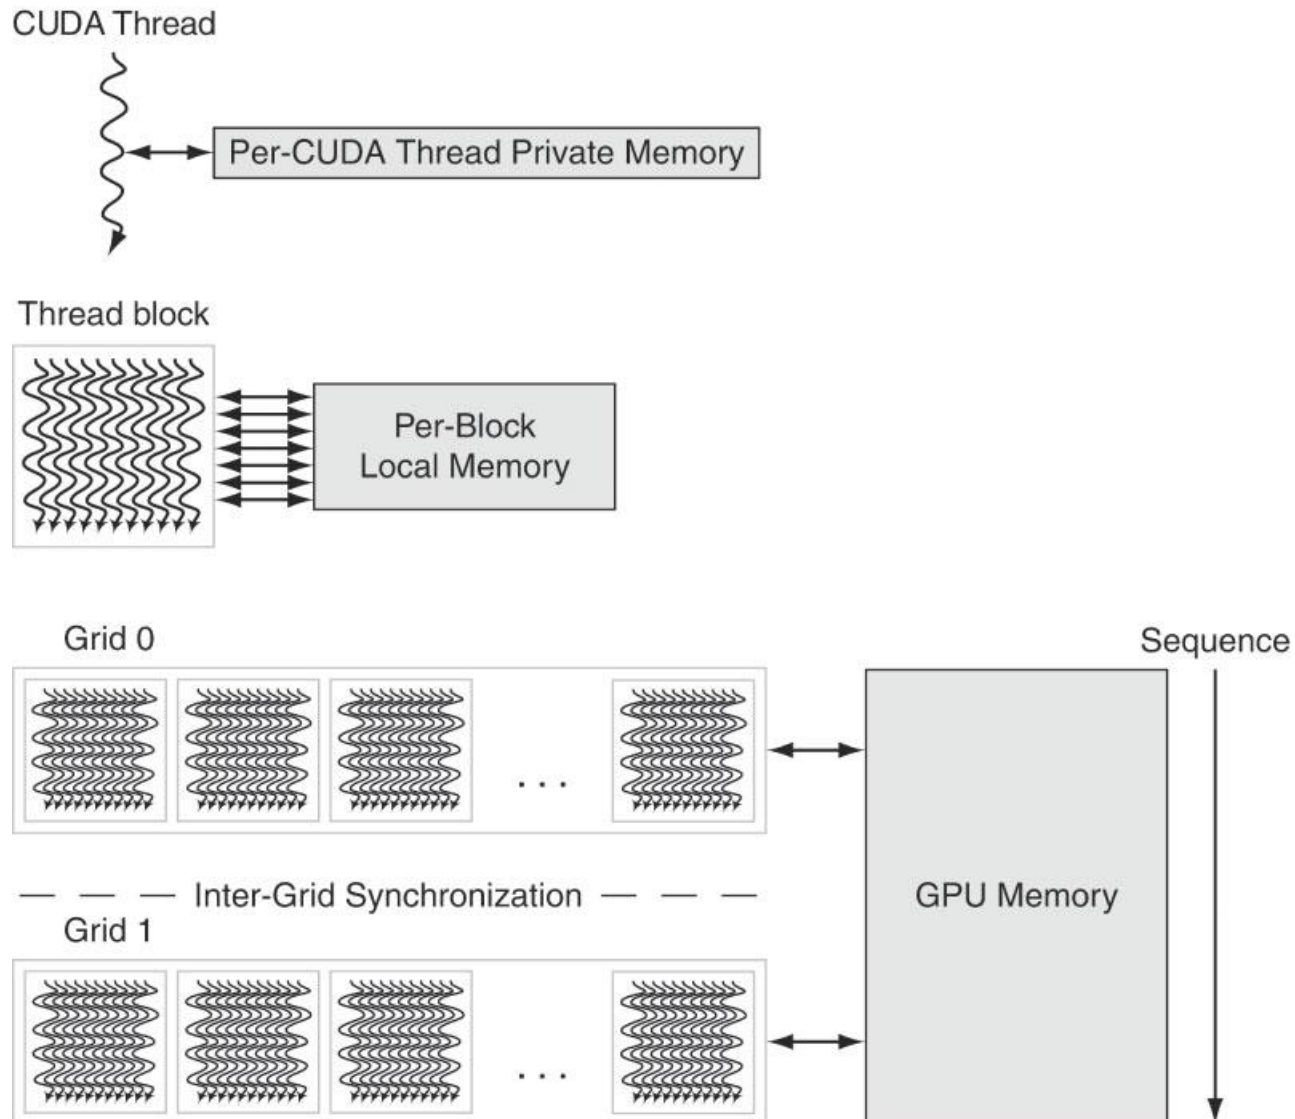 CUDA Thread
Per-CUDA Thread Private Memory
Thread block
Per-Block
Local Memory
Grid 0
Sequence
. . .
Inter-Grid Synchronization
GPU Memory
Grid 1
. . .